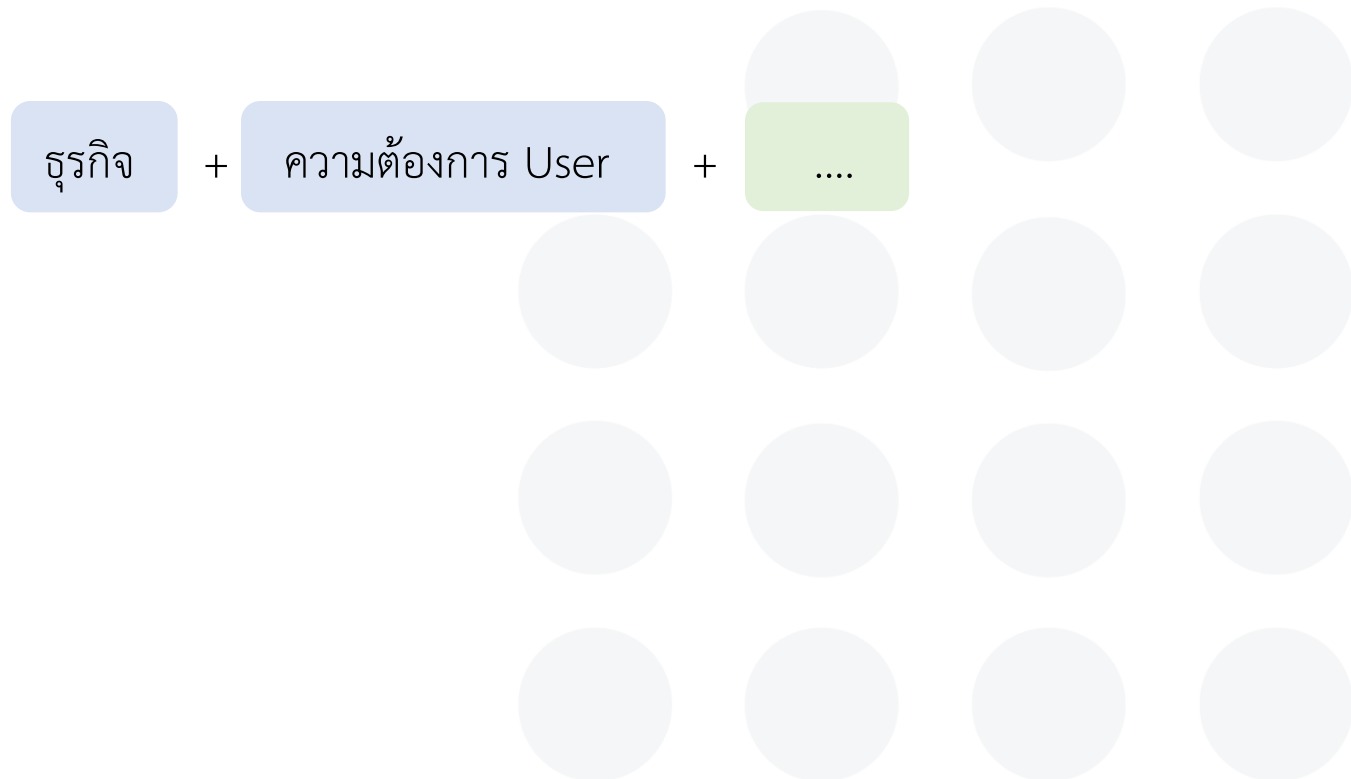 ธุรกิจ + ความต้องการ User + ....